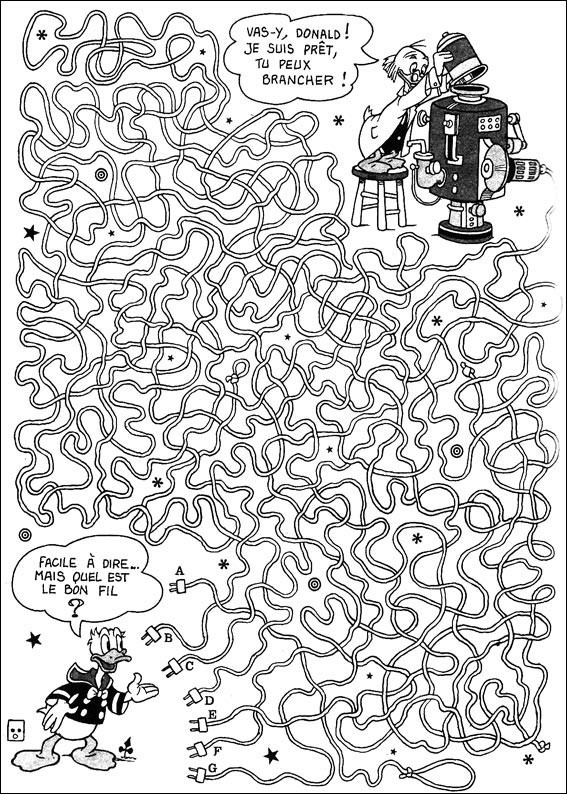 VAS-Y, DONALD !
JE SUIS PRÊT,
TU PEUX
BRANCHER !
FACILE À DIRE...
MAIS QUEL EST
LE BON FIL
?
A
B
C
D
E
F
G